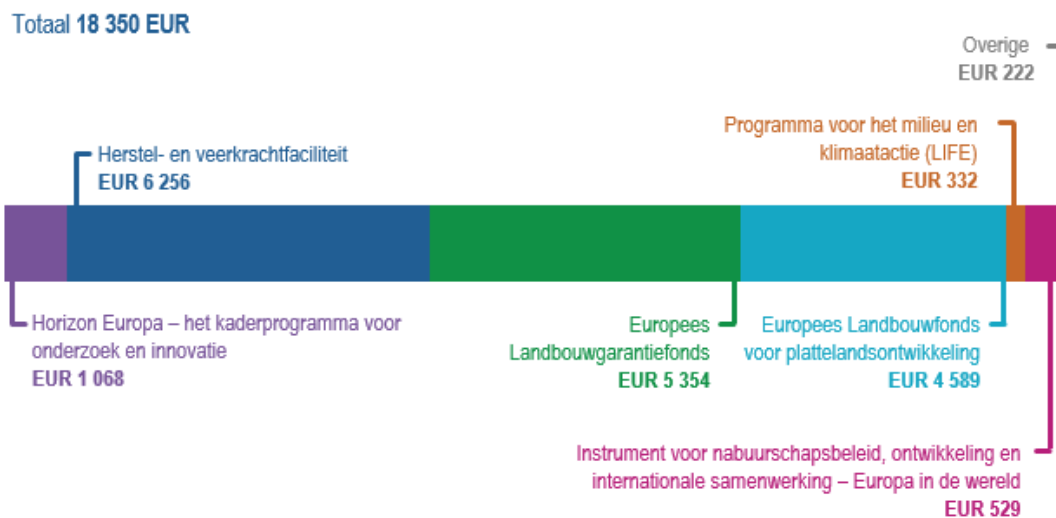 Totaal 18 350 EUR
Overige
EUR 222
Programma voor het milieu en
klimaatactie (LIFE)
EUR 332
Herstel- en veerkrachtfaciliteit
EUR 6 256
Horizon Europa – het kaderprogramma voor
onderzoek en innovatie
EUR 1 068
Europees
Landbouwgarantiefonds
EUR 5 354
Europees Landbouwfonds
voor plattelandsontwikkeling
EUR 4 589
Instrument voor nabuurschapsbeleid, ontwikkeling en
internationale samenwerking – Europa in de wereld
EUR 529